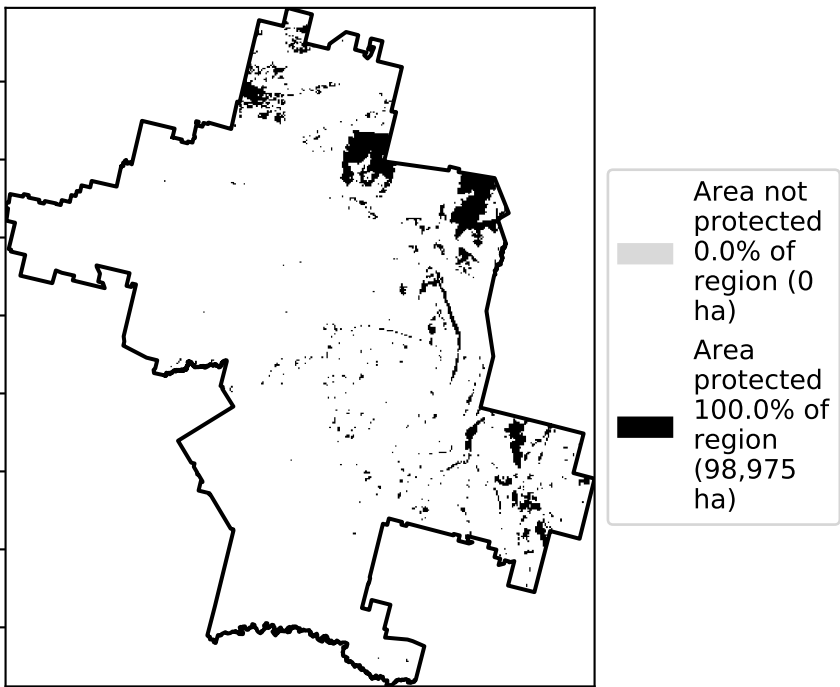 Area not
protected
0.0% of
region (0
ha)
Area
protected
100.0% of
region
(98,975
ha)